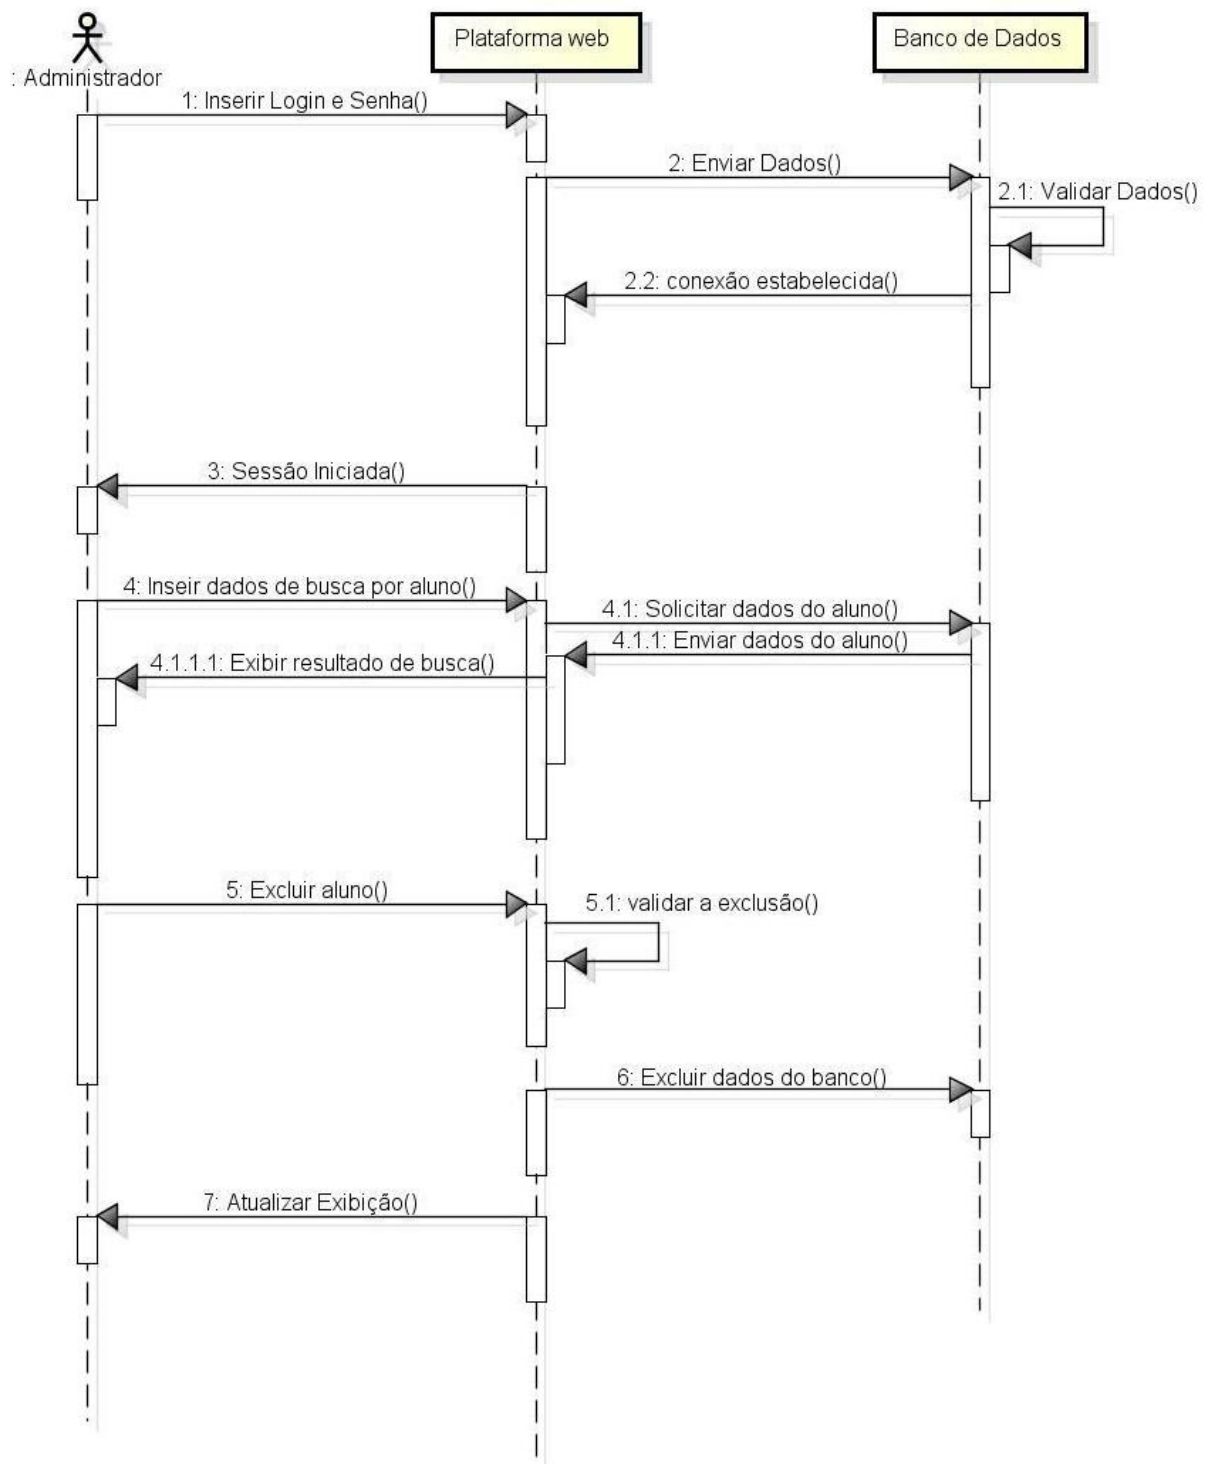 Plataforma web
Banco de Dados
: Administrador
1: Inserir Login e Senha()
2: Enviar Dados()
2.1: Validar Dados()
2.2: conexão estabelecida()
3: Sessão Iniciada()
4: Inseir dados de busca por aluno()
4.1: Solicitar dados do aluno()
4.1.1: Enviar dados do aluno()
4.1.1.1: Exibir resultado de busca()
5: Excluir aluno()
5.1: validar a exclusão()
6: Excluir dados do banco()
7: Atualizar Exibição()